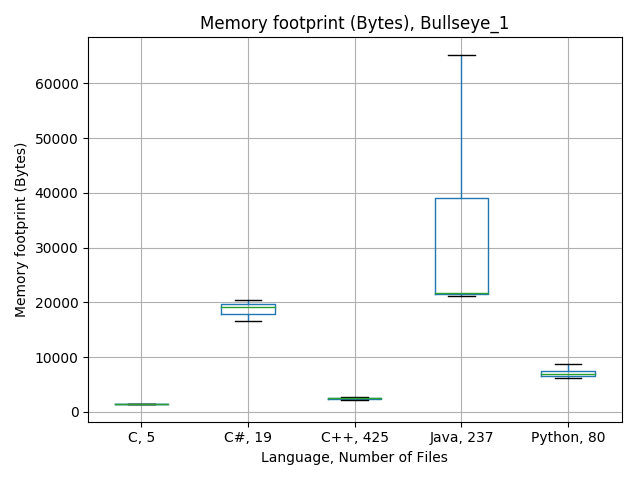 Memory footprint (Bytes), Bullseye_1
Memory footprint (Bytes)
60000
50000
40000
30000
20000
10000
0
C, 5
C#, 19
C++, 425
Java, 237
Python, 80
Language, Number of Files